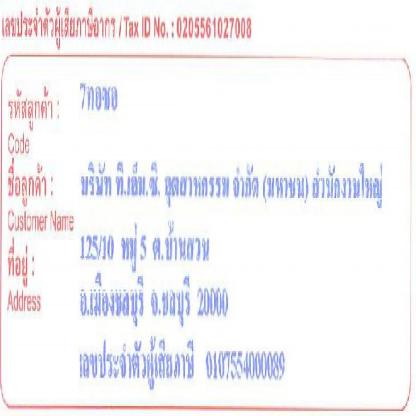 เลขประจำตัวผู้เสียภาษีอากร / Tax ID No. : 0205561027008
รหัสลูกค้า : 7ทอชอ
Code
ชื่อลูกค้า : บริษัท ที.เอ็ม.ซี. อุตสาหกรรม จำกัด (มหาชน) สำนักงานใหญ่
Customer Name
ที่อยู่ : 125/10 หมู่ 5 ต.บ้านสวน
Address อ.เมืองชลบุรี จ.ชลบุรี 20000
เลขประจำตัวผู้เสียภาษี 0107554000089